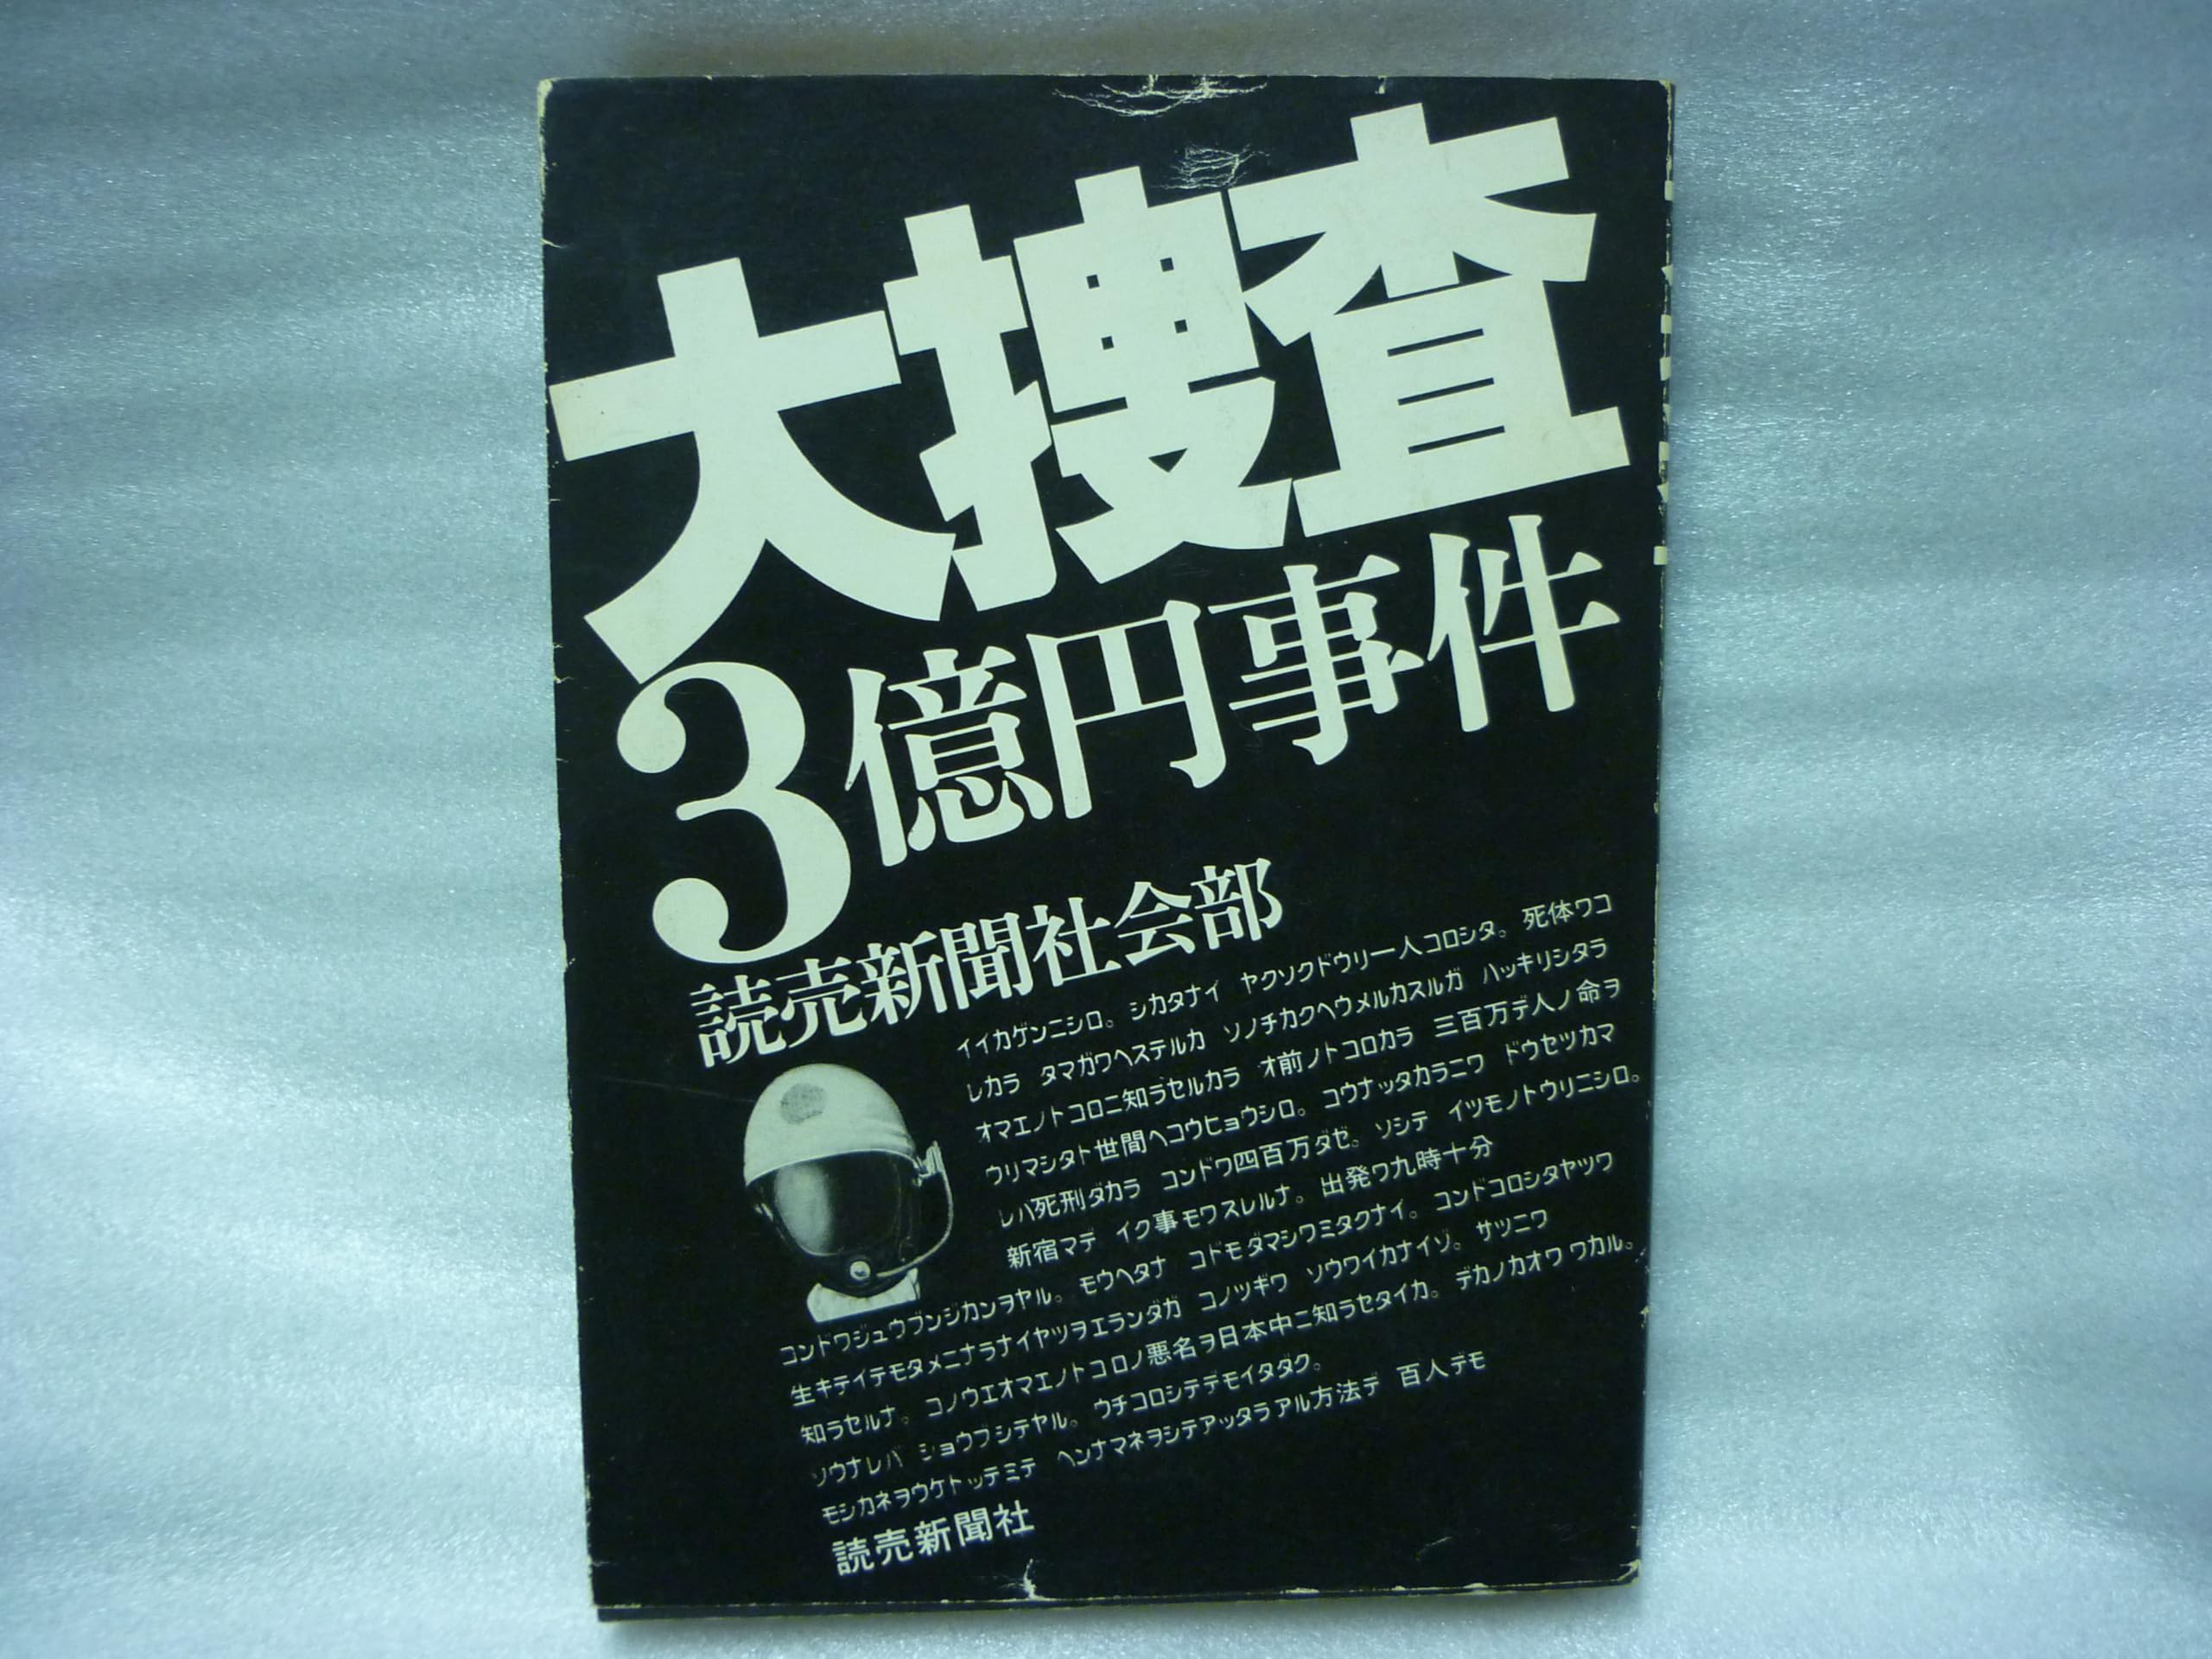 大捜査
3億円事件
読売新聞社会部
イイカゲンニシロ。シカタナイ ヤクソクドウリ一人コロシタ。死体ワコ
レカラ タマガワヘステルカ ソノチカクヘウメルカスルガ ハッキリシタラ
オマエノトコロニ知ラセルカラ オ前ノトコロカラ 三百万デ人ノ命ヲ
ウリマシタト世間ヘコウヒョウシロ。コウナッタカラニワ ドウセツカマ
レハ死刑ダカラ コンドワ四百万ダゼ。ソシテ イツモノトウリニシロ。
新宿マデ イク事モワスレルナ。出発ワ九時十分
コンドワジュウブンジカンヲヤル。モウヘタナ コドモダマシワミタクナイ。コンドコロシタヤツワ
生キテイテモタメニナラナイヤツヲエランダガ コノツギワ ソウワイカナイゾ。サツニワ
知ラセルナ。コノウエオマエノトコロノ悪名ヲ日本中ニ知ラセタイカ。デカノカオワ ワカル。
ソウナレバ ショウブシテヤル。ウチコロシテデモイタダク。
モシカネヲウケトッテミテ ヘンナマネヲシテアッタラ アル方法デ 百人デモ
読売新聞社